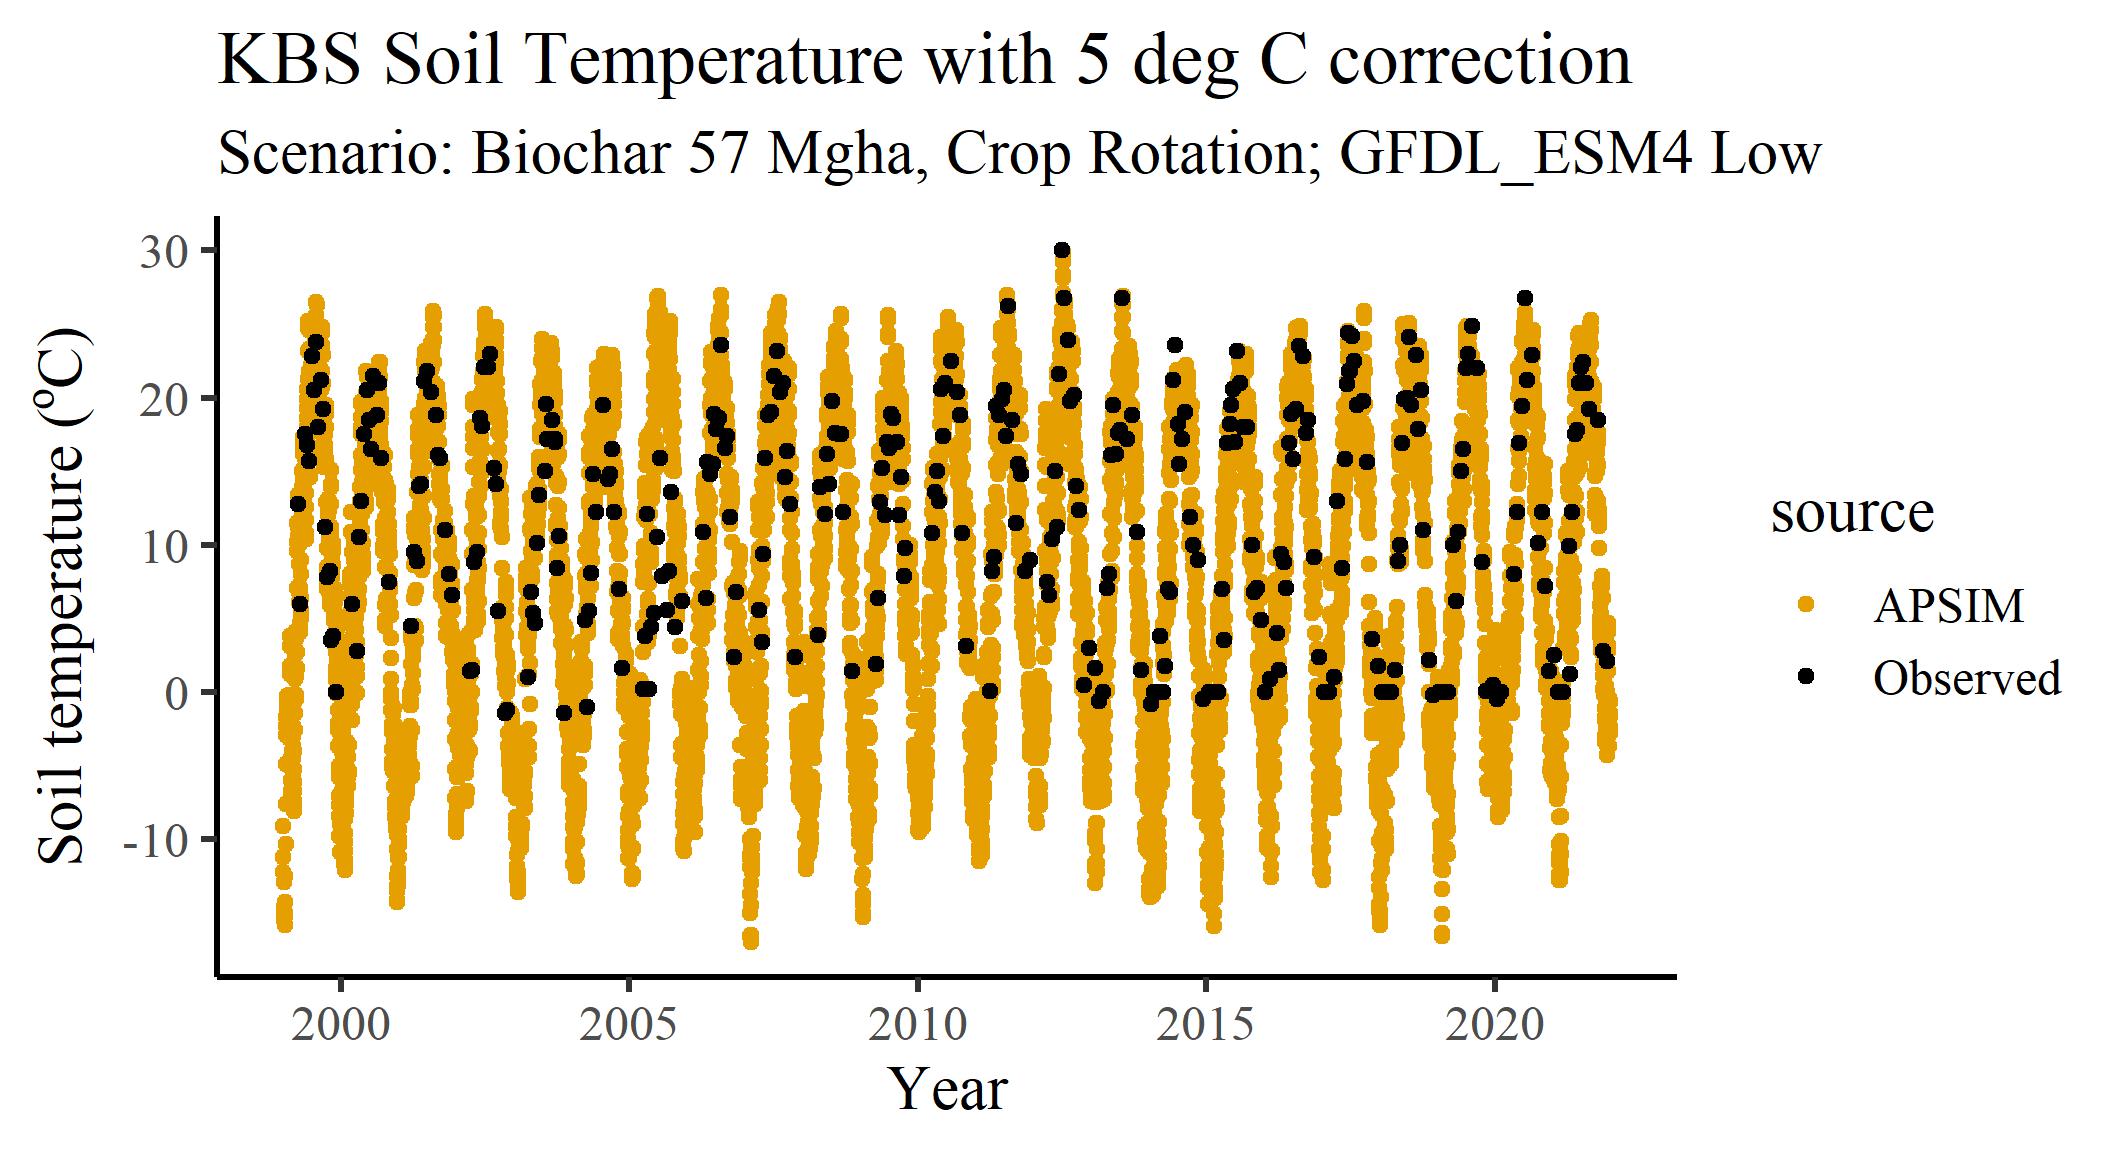 KBS Soil Temperature with 5 deg C correction
Scenario: Biochar 57 Mgha, Crop Rotation; GFDL_ESM4 Low
Soil temperature (ºC)
30
20
10
0
-10
2000 2005 2010 2015 2020
Year
source
APSIM
Observed